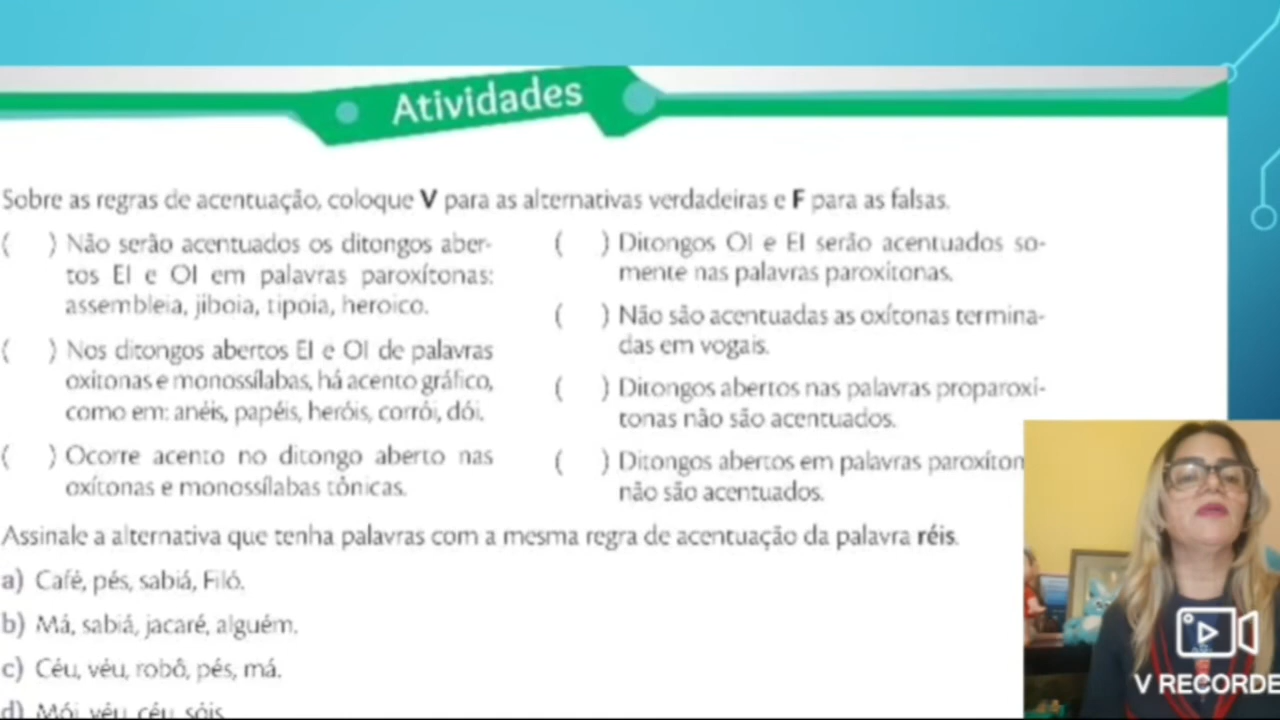 Atividades
Sobre as regras de acentuação, coloque V para as alternativas verdadeiras e F para as falsas.
( ) Não serão acentuados os ditongos aber-
tos EI e OI em palavras paroxítonas:
assembleia, jiboia, tipoia, heroico.
( ) Nos ditongos abertos EI e OI de palavras
oxítonas e monossílabas, há acento gráfico,
como em: anéis, papéis, heróis, corrói, dói.
( ) Ocorre acento no ditongo aberto nas
oxítonas e monossílabas tônicas.
( ) Ditongos OI e EI serão acentuados so-
mente nas palavras paroxítonas.
( ) Não são acentuadas as oxítonas termina-
das em vogais.
( ) Ditongos abertos nas palavras proparoxí-
tonas não são acentuados.
( ) Ditongos abertos em palavras paroxíton
não são acentuados.
Assinale a alternativa que tenha palavras com a mesma regra de acentuação da palavra réis.
a) Café, pés, sabiá, Filó.
b) Má, sabiá, jacaré, alguém.
c) Céu, véu, robô, pés, má.
d) Mói, véu, céu, sóis.
V RECORDE